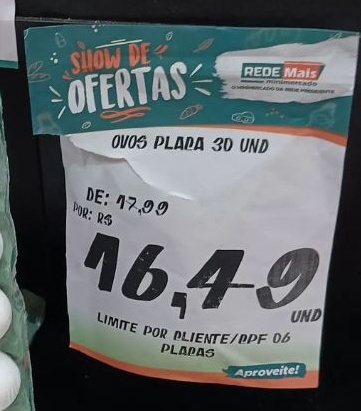 SHOW DE
OFERTAS
REDE Mais
minimercado
O MINIMERCADO DA REDE PRESIDENTE
OVOS PLACA 30 UND
DE: 17,99
POR: R$
16,49
UND
LIMITE POR CLIENTE/CPF 06
PLACAS
Aproveite!